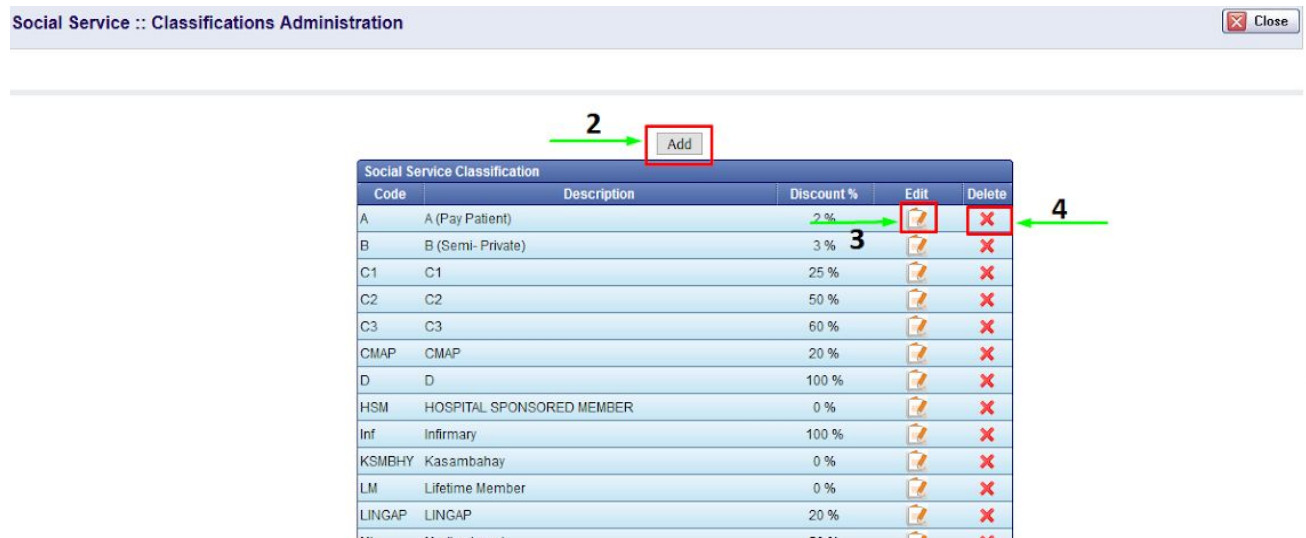 Social Service :: Classifications Administration
Close
2
Add
Social Service Classification
Code Description Discount % Edit Delete
A A (Pay Patient) 2 %
4
B B (Semi- Private) 3 %
3
C1 C1 25 %
C2 C2 50 %
C3 C3 60 %
CMAP CMAP 20 %
D D 100 %
HSM HOSPITAL SPONSORED MEMBER 0 %
Inf Infirmary 100 %
KSMBHY Kasambahay 0 %
LM Lifetime Member 0 %
LINGAP LINGAP 20 %